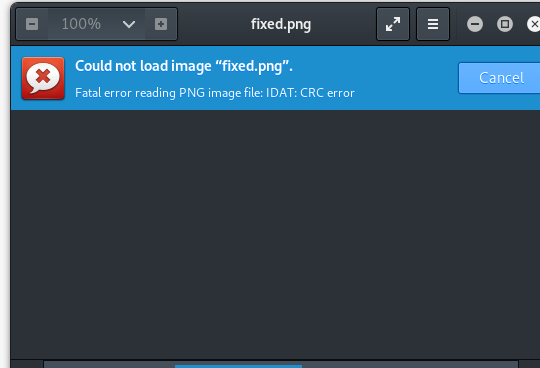 100%
fixed.png
Could not load image “fixed.png”.
Fatal error reading PNG image file: IDAT: CRC error
Cancel